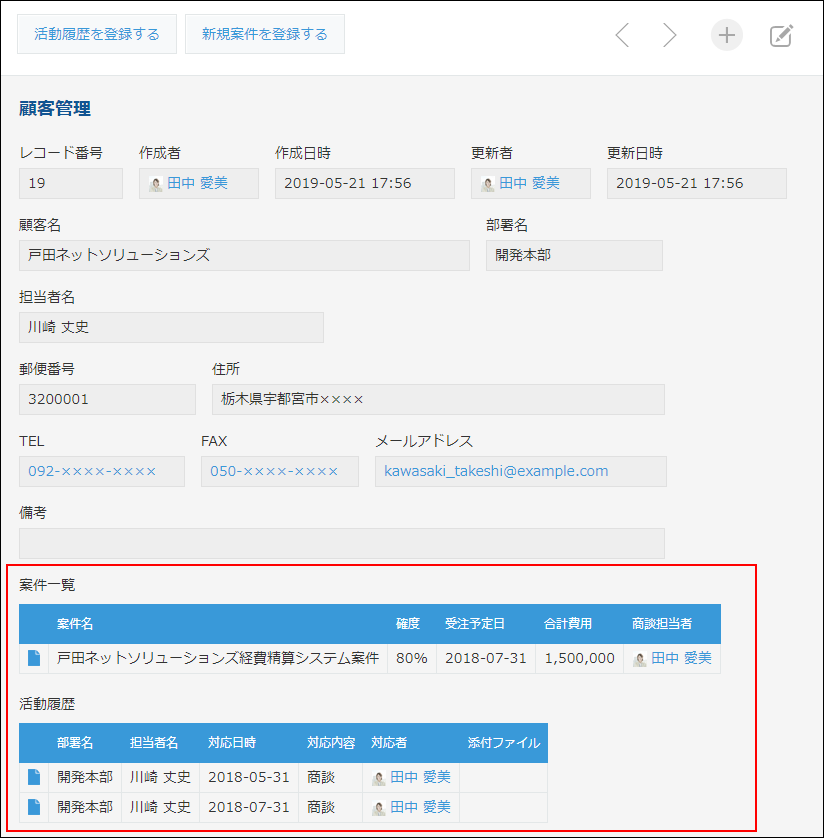 活動履歴を登録する 新規案件を登録する
顧客管理
レコード番号 作成者 作成日時 更新者 更新日時
19 田中 愛美 2019-05-21 17:56 田中 愛美 2019-05-21 17:56
顧客名 部署名
戸田ネットソリューションズ 開発本部
担当者名
川崎 丈史
郵便番号 住所
3200001 栃木県宇都宮市××××
TEL FAX メールアドレス
092-××××-×××× 050-××××-×××× kawasaki_takeshi@example.com
備考
案件一覧
案件名 確度 受注予定日 合計費用 商談担当者
戸田ネットソリューションズ経費精算システム案件 80% 2018-07-31 1,500,000 田中 愛美
活動履歴
部署名 担当者名 対応日時 対応内容 対応者 添付ファイル
開発本部 川崎 丈史 2018-05-31 商談 田中 愛美
開発本部 川崎 丈史 2018-07-31 商談 田中 愛美